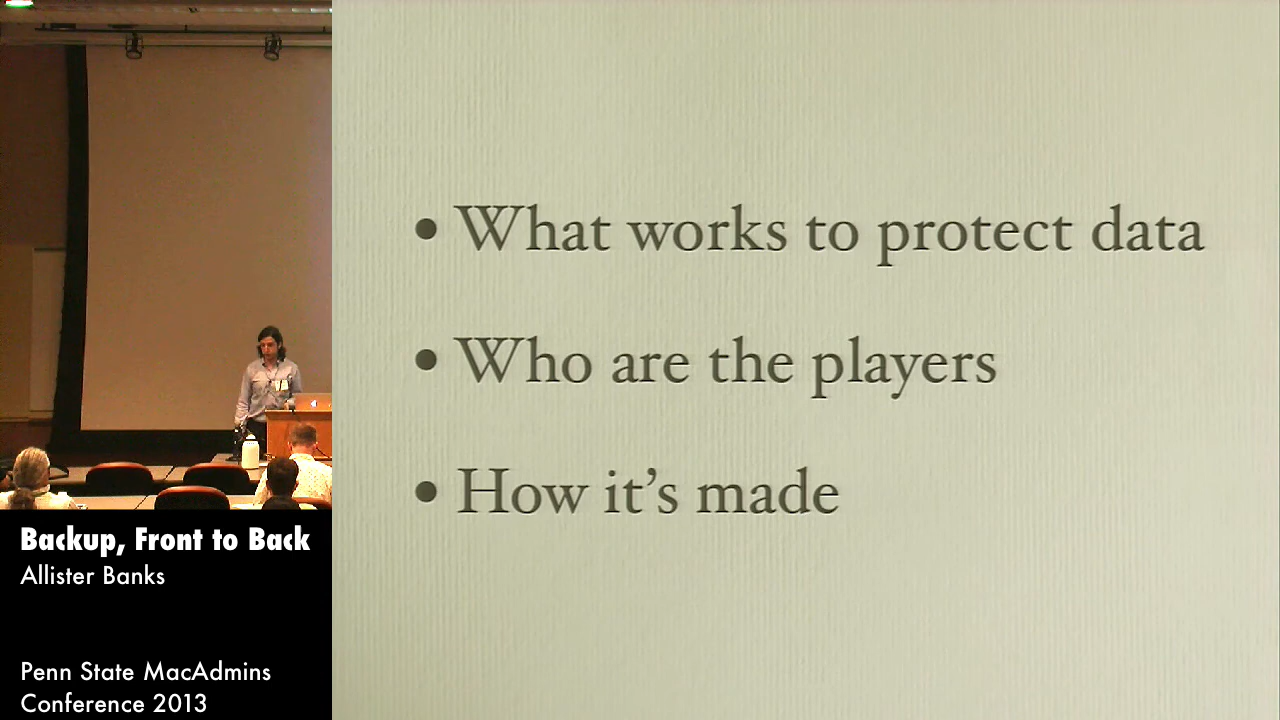 • What works to protect data
• Who are the players
• How it’s made
Backup, Front to Back
Allister Banks
Penn State MacAdmins
Conference 2013